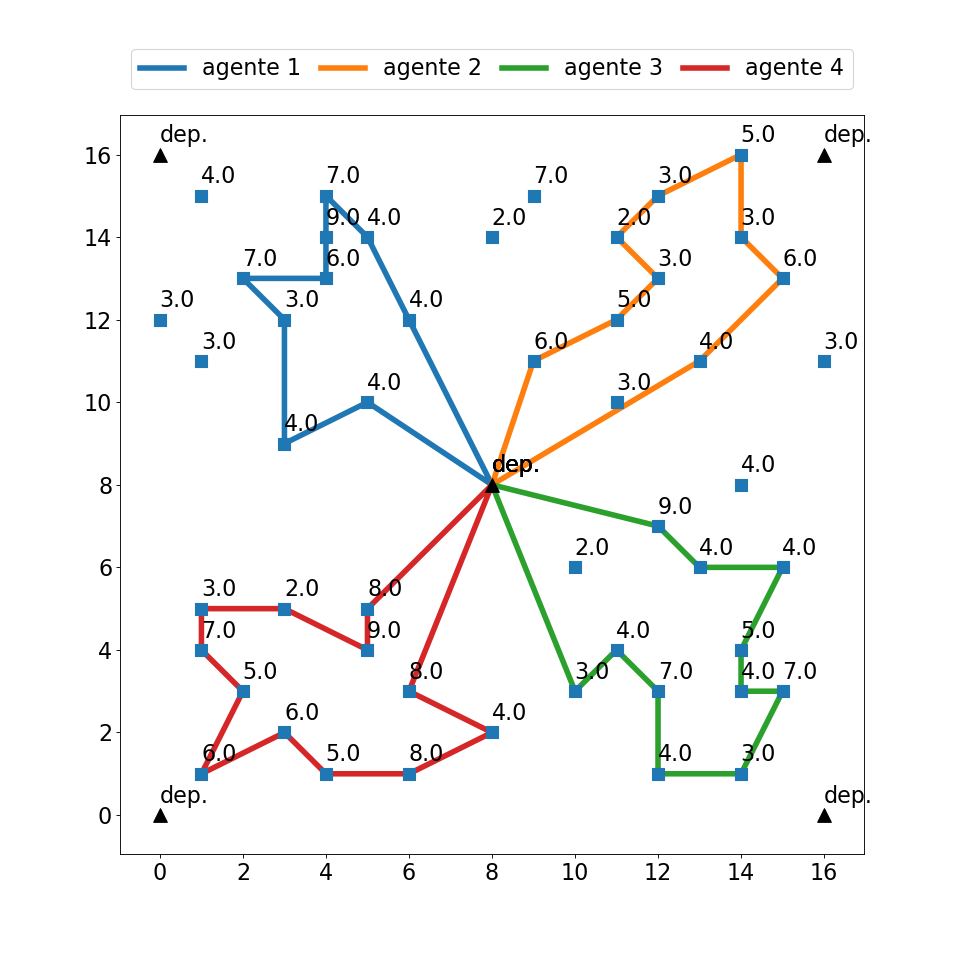 agente 1 agente 2 agente 3 agente 4
dep. 5.0 dep.
16
4.0 7.0 7.0 3.0
9.0 4.0 2.0 2.0 3.0
14
7.0 6.0 3.0 6.0
3.0 3.0 4.0 5.0
12
3.0 6.0 4.0 3.0
4.0 3.0
10
4.0
dep. 4.0
8
9.0
2.0 4.0 4.0
6
3.0 2.0 8.0
7.0 9.0 4.0 5.0
4
5.0 8.0 3.0 7.0 4.0 7.0
6.0 4.0
2
6.0 5.0 8.0 4.0 3.0
dep. dep.
0
0 2 4 6 8 10 12 14 16